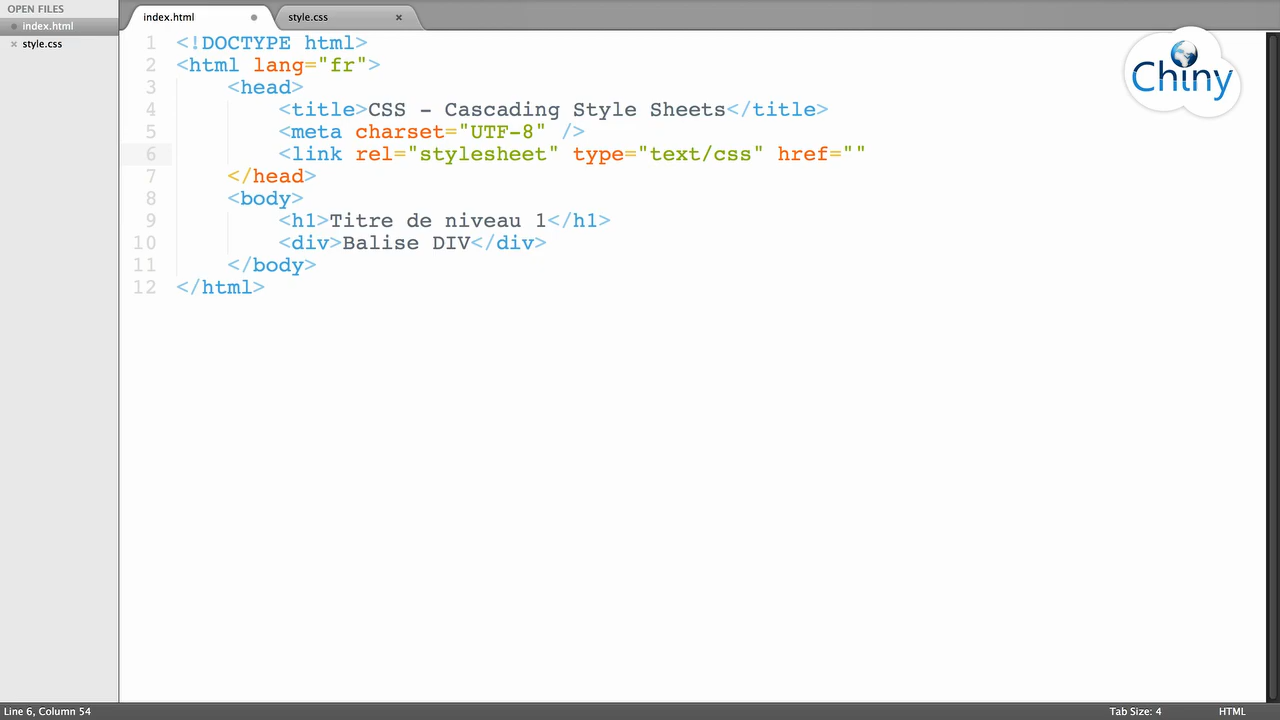 OPEN FILES
index.html
style.css
index.html
style.css
Chiny
1 <!DOCTYPE html>
2 <html lang="fr">
3 <head>
4 <title>CSS - Cascading Style Sheets</title>
5 <meta charset="UTF-8" />
6 <link rel="stylesheet" type="text/css" href=""
7 </head>
8 <body>
9 <h1>Titre de niveau 1</h1>
10 <div>Balise DIV</div>
11 </body>
12 </html>
Line 6, Column 54
Tab Size: 4
HTML